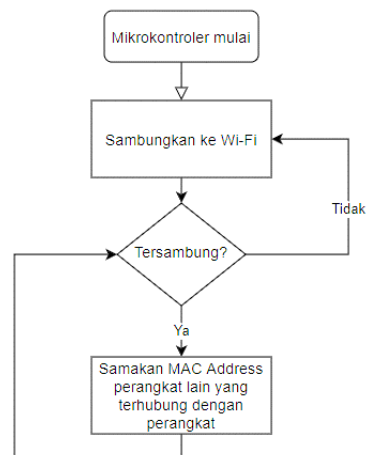 Mikrokontroler mulai
Sambungkan ke Wi-Fi
Tidak
Tersambung?
Ya
Samakan MAC Address
perangkat lain yang
terhubung dengan
perangkat